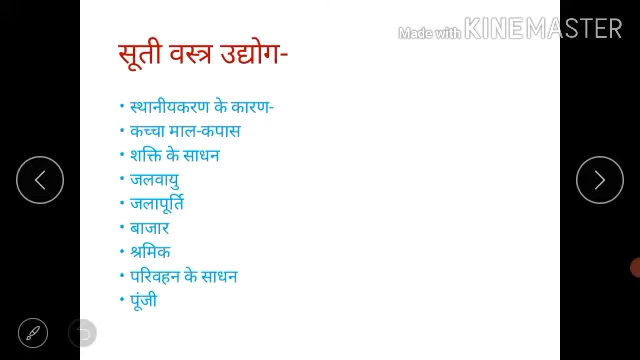 सूती वस्त्र उद्योग-
Made with KINEMASTER
• स्थानीयकरण के कारण-
• कच्चा माल-कपास
• शक्ति के साधन
• जलवायु
• जलापूर्ति
• बाजार
• श्रमिक
• परिवहन के साधन
• पूंजी